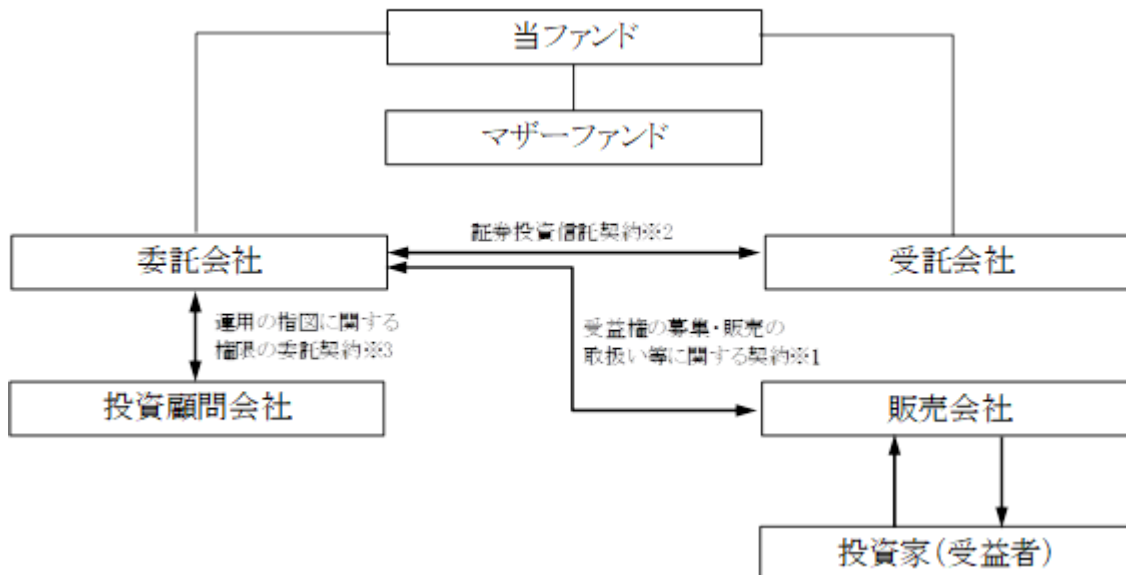 当ファンド
マザーファンド
証券投資信託契約※2
委託会社
受託会社
運用の指図に関する
権限の委託契約※3
受益権の募集・販売の
取扱い等に関する契約※1
投資顧問会社
販売会社
投資家(受益者)